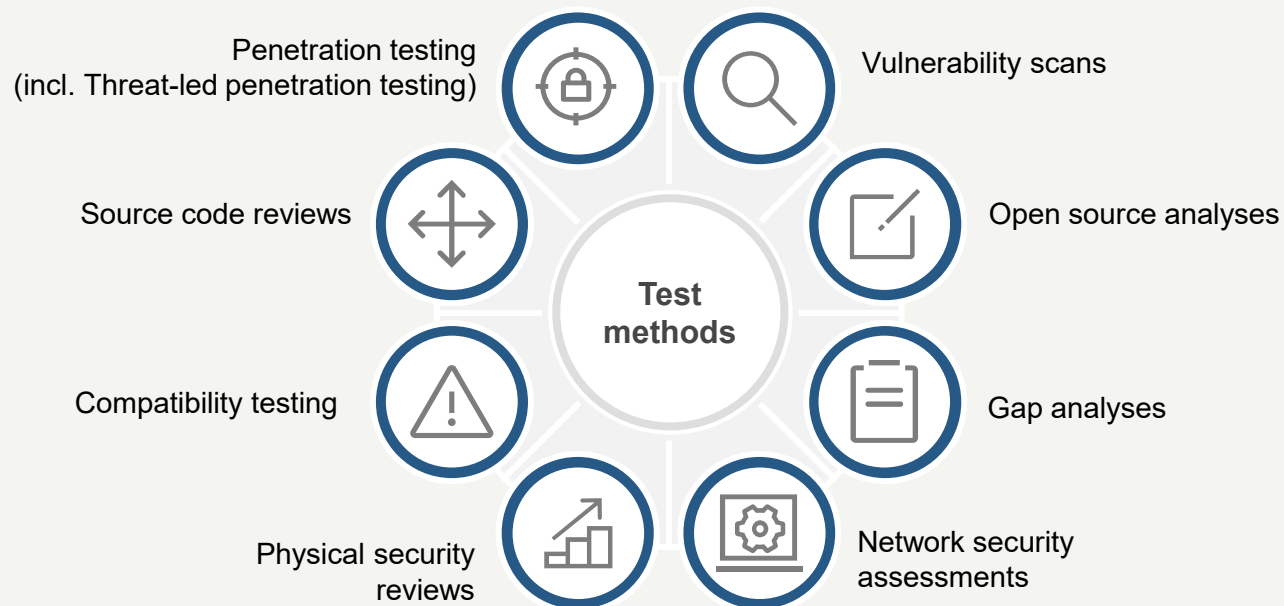 Penetration testing
(incl. Threat-led penetration testing)
Vulnerability scans
Source code reviews
Open source analyses
Test
methods
Compatibility testing
Gap analyses
Physical security
reviews
Network security
assessments